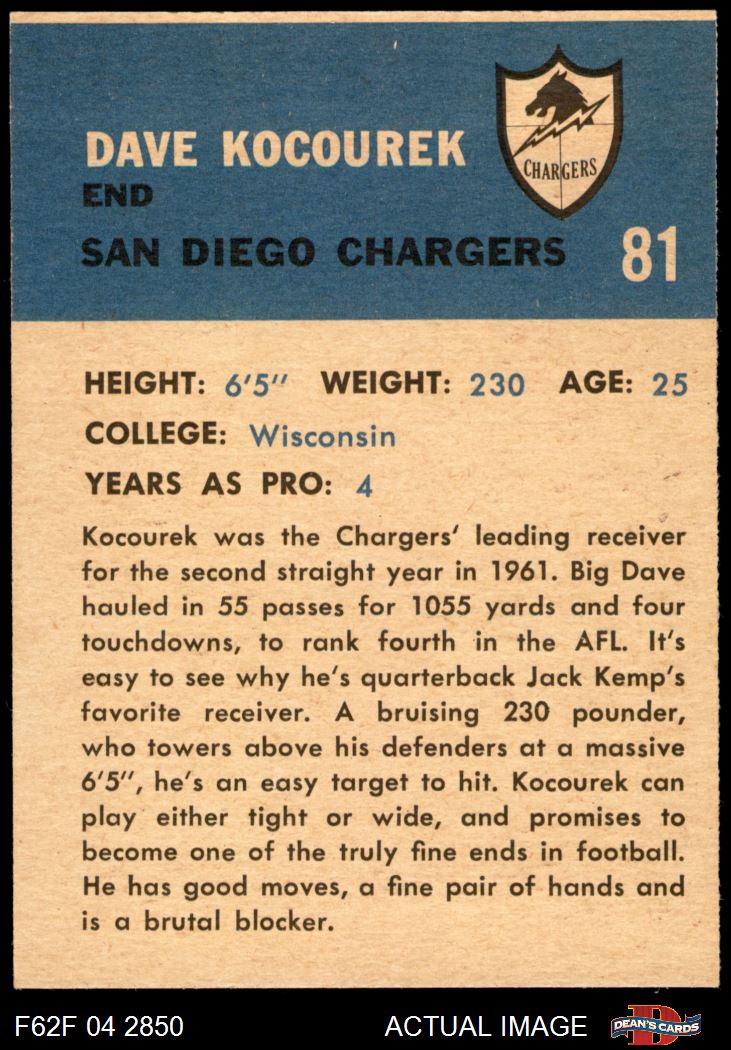 CHARGERS
DAVE KOCOUREK
END
SAN DIEGO CHARGERS 81
HEIGHT: 6'5" WEIGHT: 230 AGE: 25
COLLEGE: Wisconsin
YEARS AS PRO: 4
Kocourek was the Chargers' leading receiver
for the second straight year in 1961. Big Dave
hauled in 55 passes for 1055 yards and four
touchdowns, to rank fourth in the AFL. It's
easy to see why he's quarterback Jack Kemp's
favorite receiver. A bruising 230 pounder,
who towers above his defenders at a massive
6'5", he's an easy target to hit. Kocourek can
play either tight or wide, and promises to
become one of the truly fine ends in football.
He has good moves, a fine pair of hands and
is a brutal blocker.
F62F 04 2850 ACTUAL IMAGE D DEAN'S CARDS